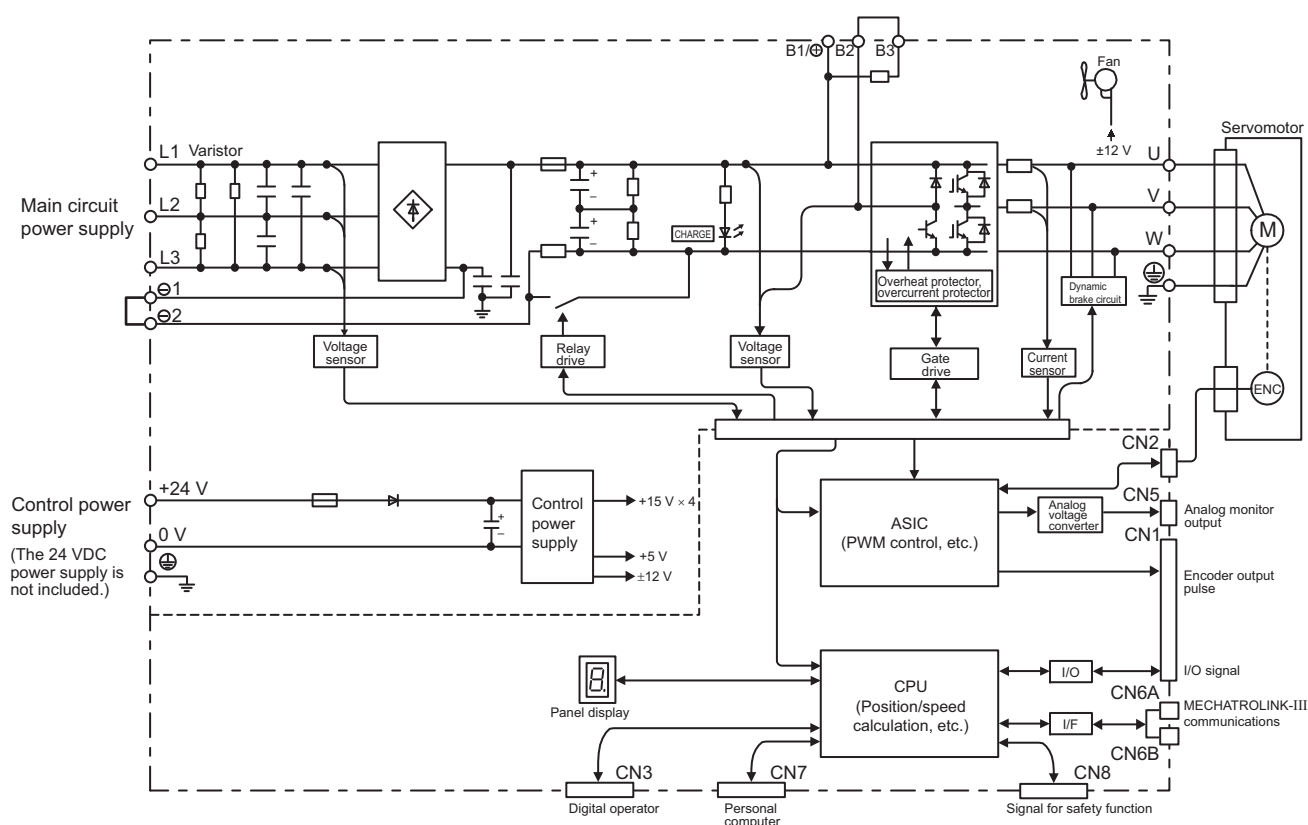 B1/⊕
B2
B3
Fan
±12 V
Servomotor
L1
Varistor
U
Main circuit
power supply
L2
V
CHARGE
W
M
L3
⊖1
Overheat protector,
overcurrent protector
Dynamic
brake circuit
⊖2
Voltage
sensor
Relay
drive
Voltage
sensor
Gate
drive
Current
sensor
ENC
CN2
Control power
supply
(The 24 VDC
power supply is
not included.)
+24 V
0 V
+
–
+
–
+
–
Control
power
supply
+15 V × 4
+5 V
±12 V
ASIC
(PWM control, etc.)
Analog
voltage
converter
CN5
Analog monitor
output
CN1
Encoder output
pulse
8.
Panel display
CPU
(Position/speed
calculation, etc.)
I/O
I/O signal
CN6A
I/F
MECHATROLINK-III
communications
CN6B
CN3
CN7
CN8
Digital operator
Personal
computer
Signal for safety function